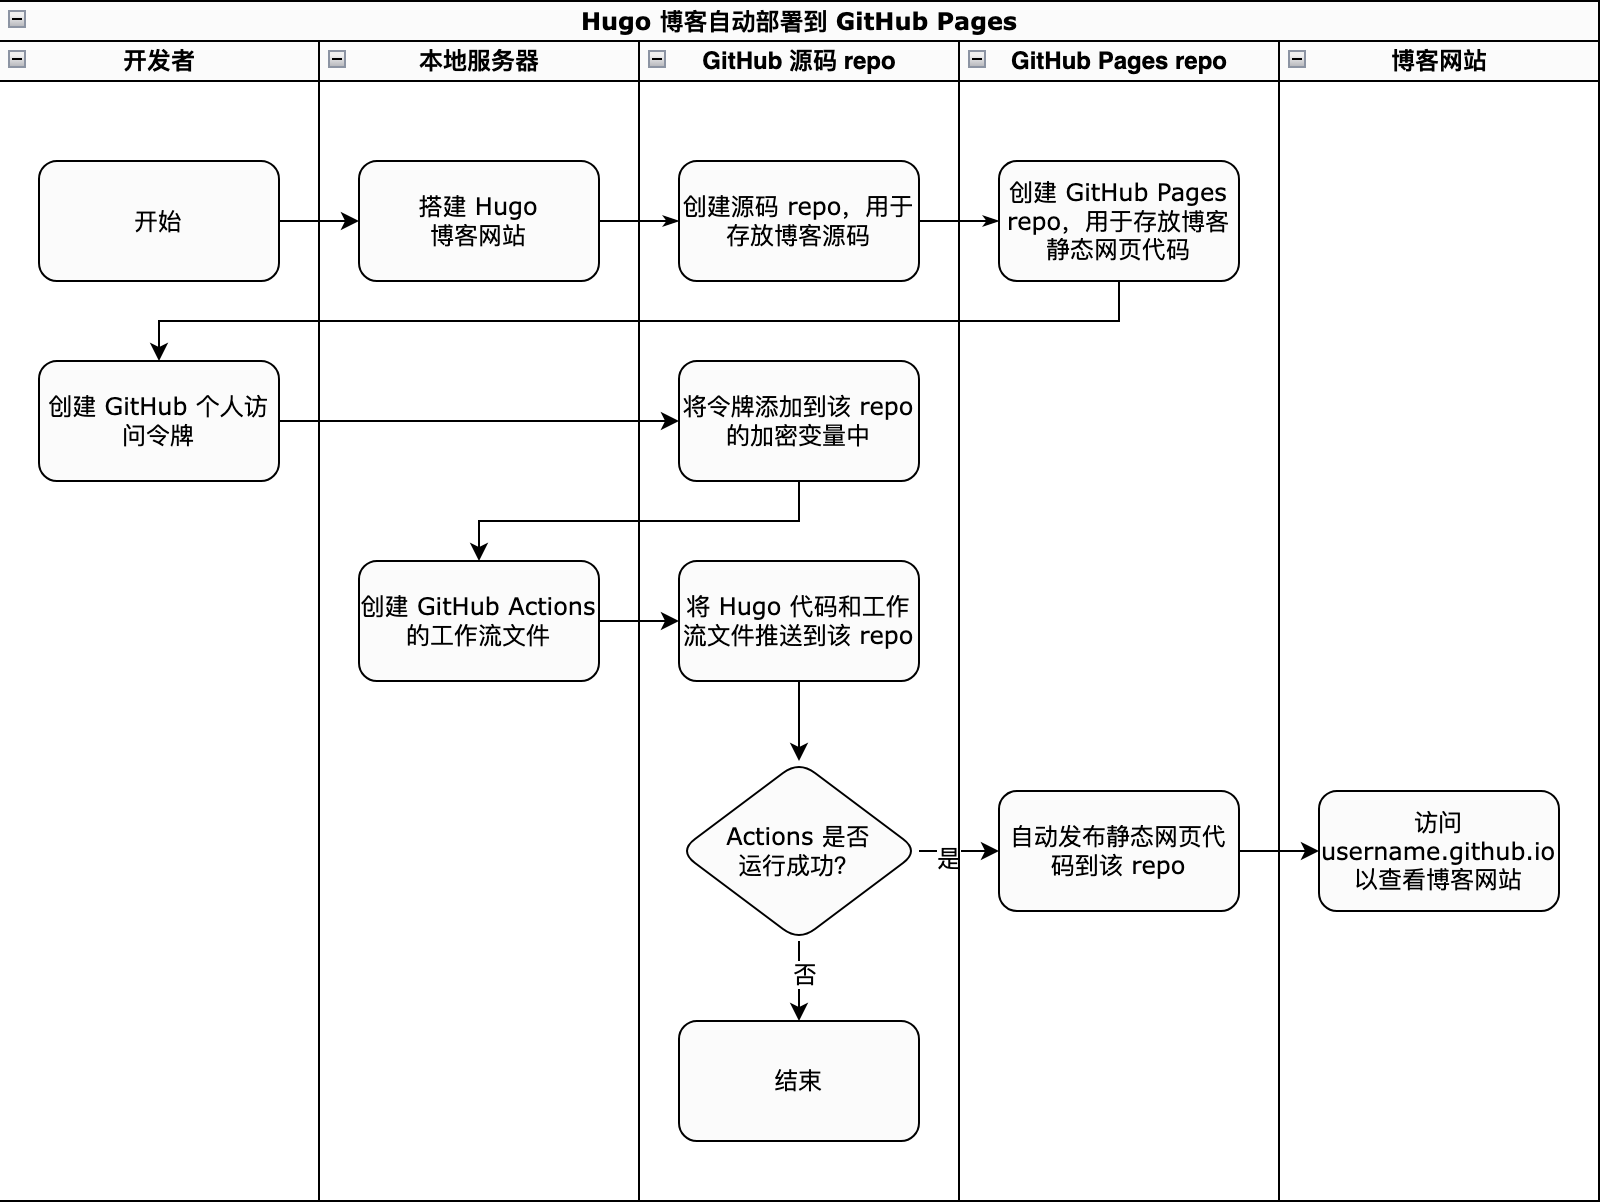 Hugo 博客自动部署到 GitHub Pages
开发者
本地服务器
GitHub 源码 repo
GitHub Pages repo
博客网站
开始
搭建 Hugo
博客网站
创建源码 repo，用于
存放博客源码
创建 GitHub Pages
repo，用于存放博客
静态网页代码
创建 GitHub 个人访
问令牌
将令牌添加到该 repo
的加密变量中
创建 GitHub Actions
的工作流文件
将 Hugo 代码和工作
流文件推送到该 repo
Actions 是否
运行成功？
是
自动发布静态网页代
码到该 repo
访问
username.github.io
以查看博客网站
否
结束